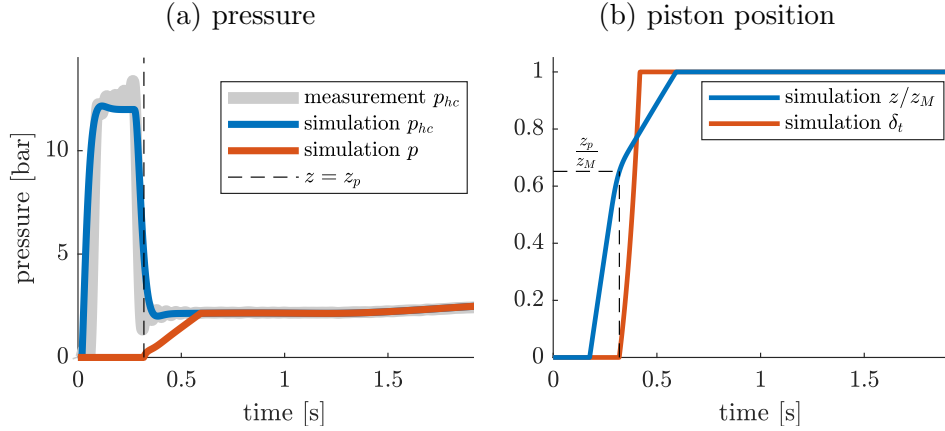 (a) pressure
pressure [bar]
10
5
0
0
0.5
1
1.5
time [s]
measurement p_hc
simulation p_hc
simulation p
z = z_p
(b) piston position
1
0.8
0.6
0.4
0.2
0
0
0.5
1
1.5
time [s]
z_p
z_M
simulation z/z_M
simulation δ_t